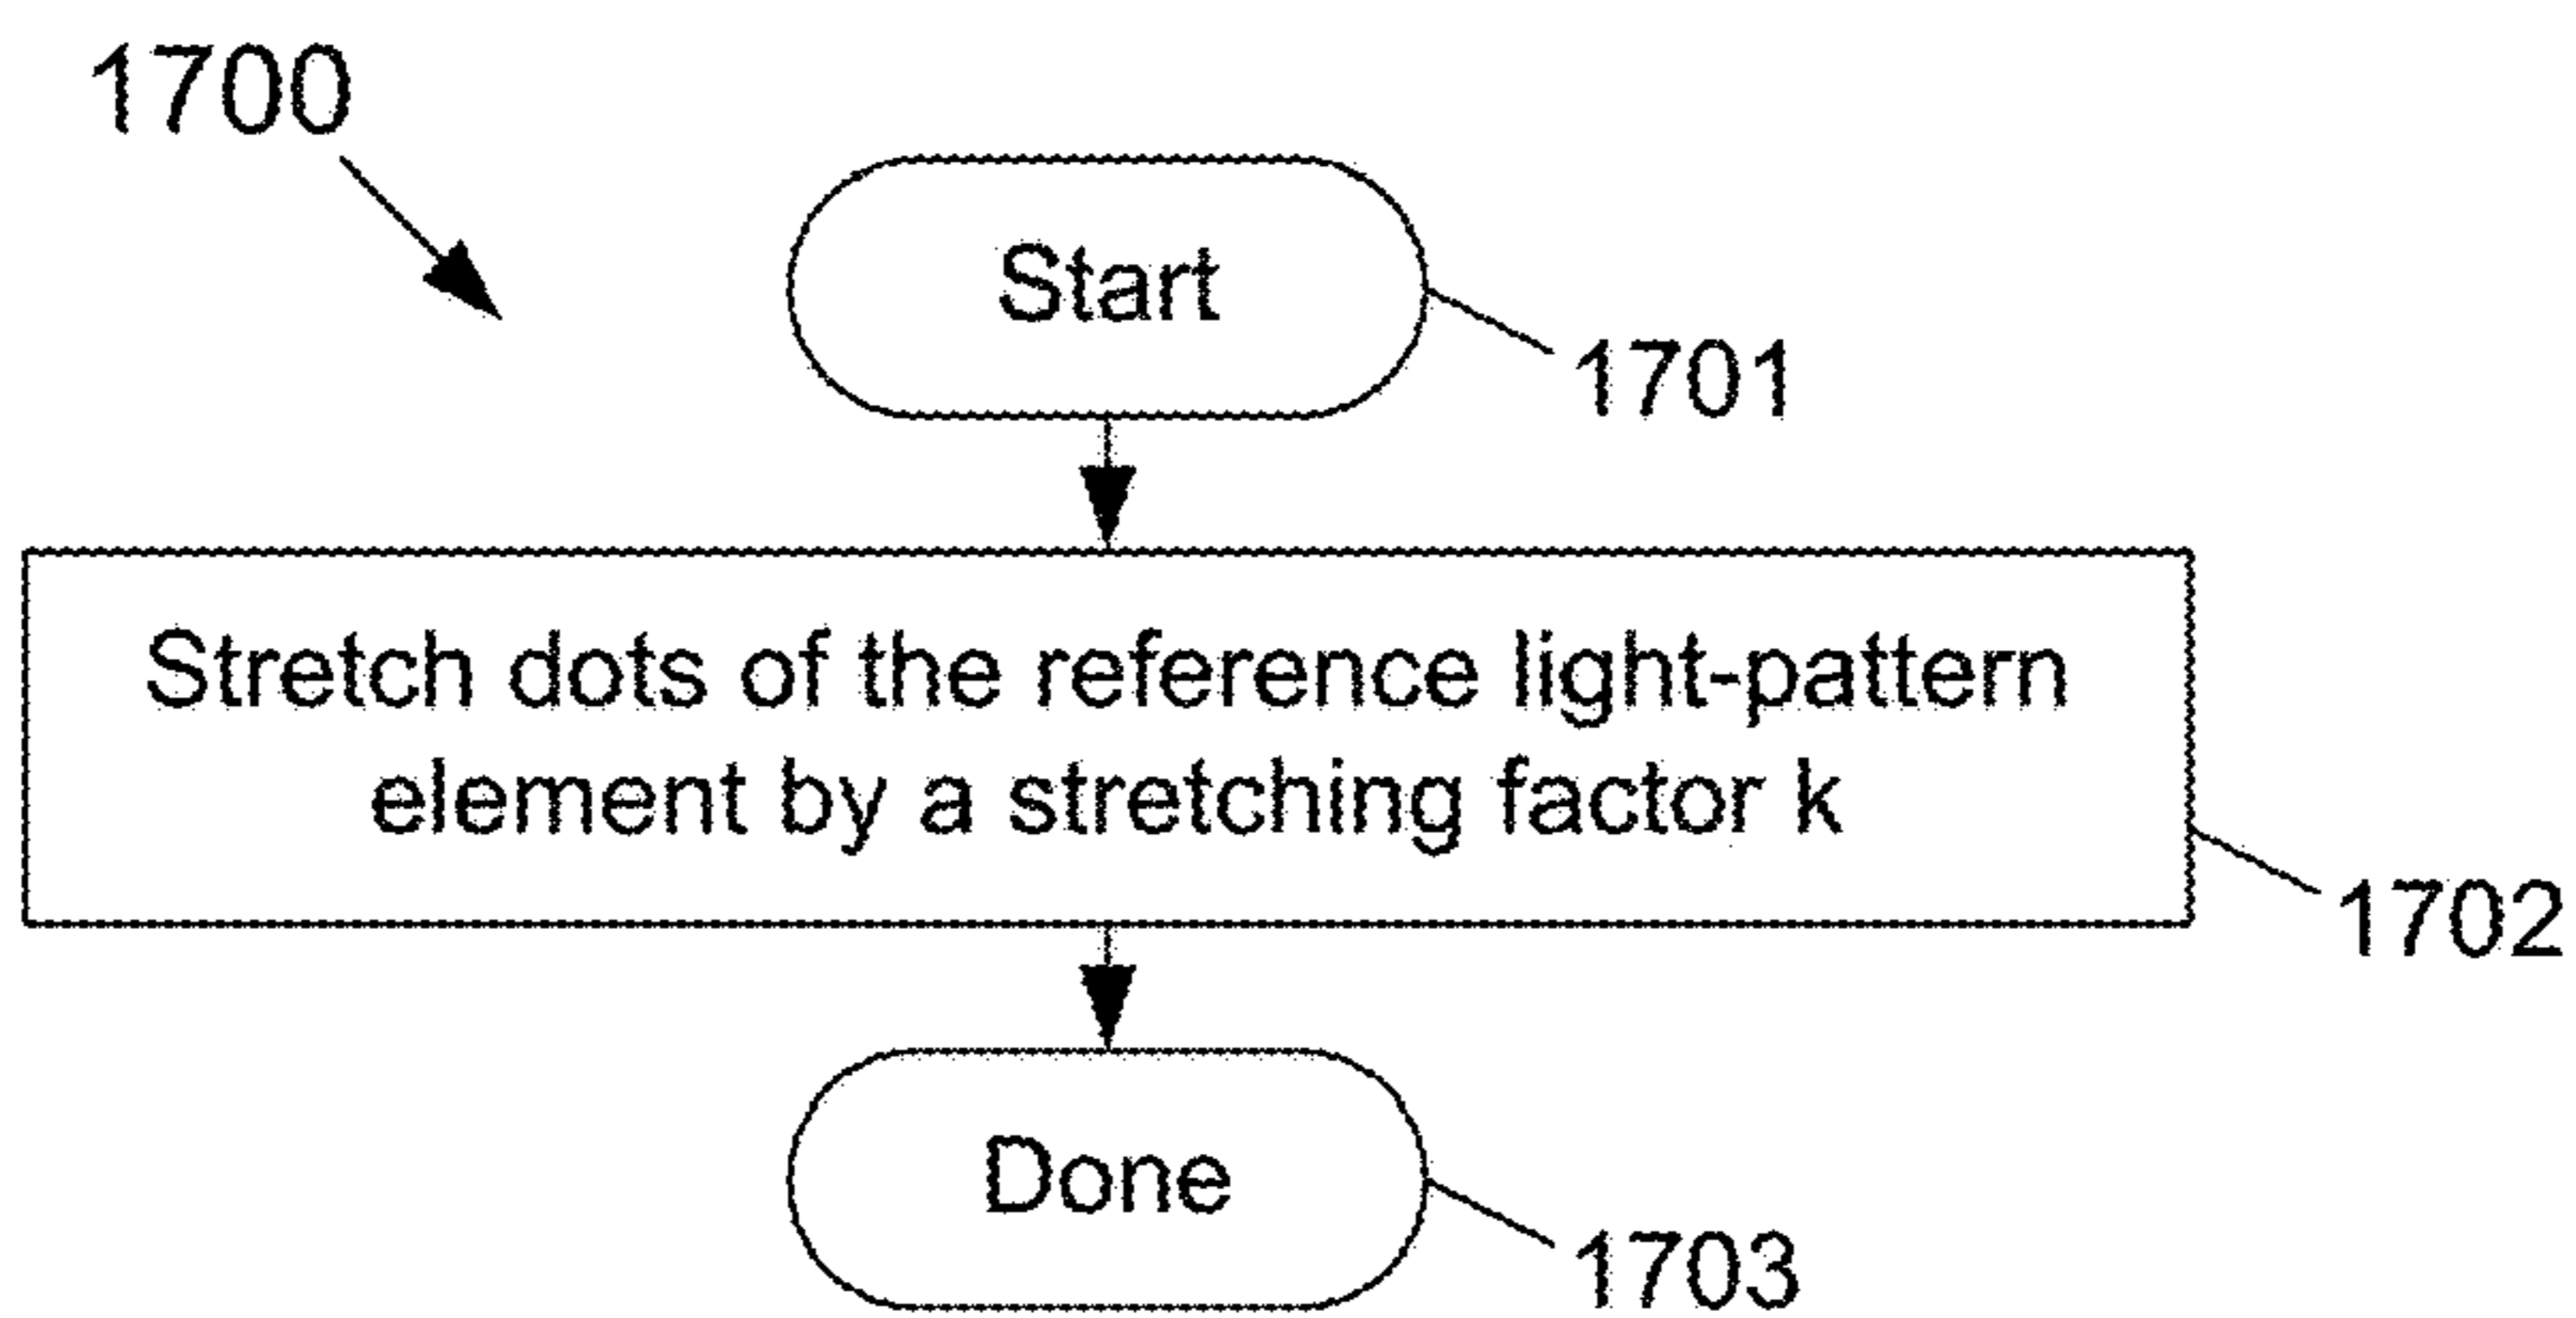 1700
Start
1701
Stretch dots of the reference light-pattern
element by a stretching factor k
1702
Done
1703